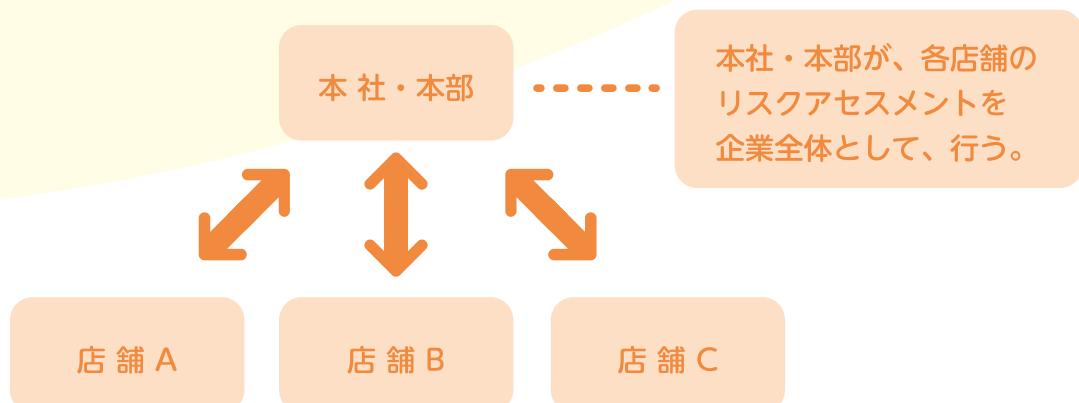 本 社・本部
本社・本部が、各店舗の
リスクアセスメントを
企業全体として、行う。
店 舗 A
店 舗 B
店 舗 C